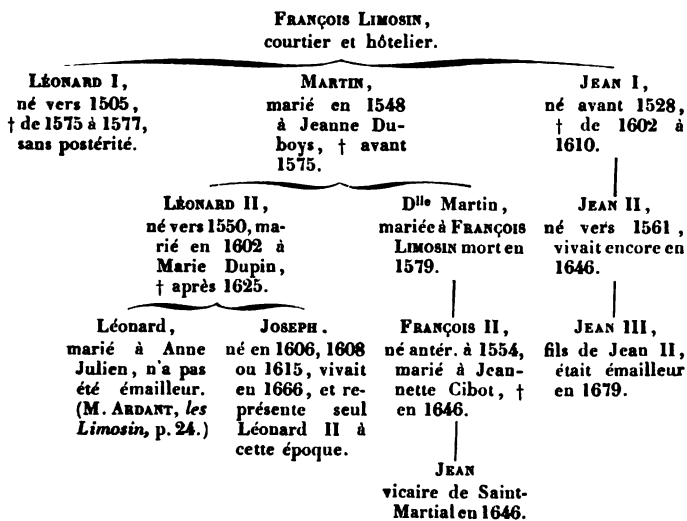 FRANÇOIS LIMOSIN,
courtier et hôtelier.
LÉONARD I,
né vers 1505,
† de 1575 à 1577,
sans postérité.
MARTIN,
marié en 1548
à Jeanne Du-
boys, † avant
1575.
JEAN I,
né avant 1528,
† de 1602 à
1610.
LÉONARD II,
né vers 1550, ma-
rié en 1602 à
Marie Dupin,
† après 1625.
Dlle Martin,
mariée à FRANÇOIS
LIMOSIN mort en
1579.
JEAN II,
né vers 1561,
vivait encore en
1646.
Léonard,
marié à Anne
Julien, n'a pas
été émailleur.
(M. ARDANT, les
Limosin, p. 24.)
JOSEPH.
né en 1606, 1608
ou 1615, vivait
en 1666, et re-
présente seul
Léonard II à
cette époque.
FRANÇOIS II,
né antér. à 1554,
marié à Jean-
nette Cibot, †
en 1646.
JEAN III,
fils de Jean II,
était émailleur
en 1679.
JEAN
vicaire de Saint-
Martial en 1646.